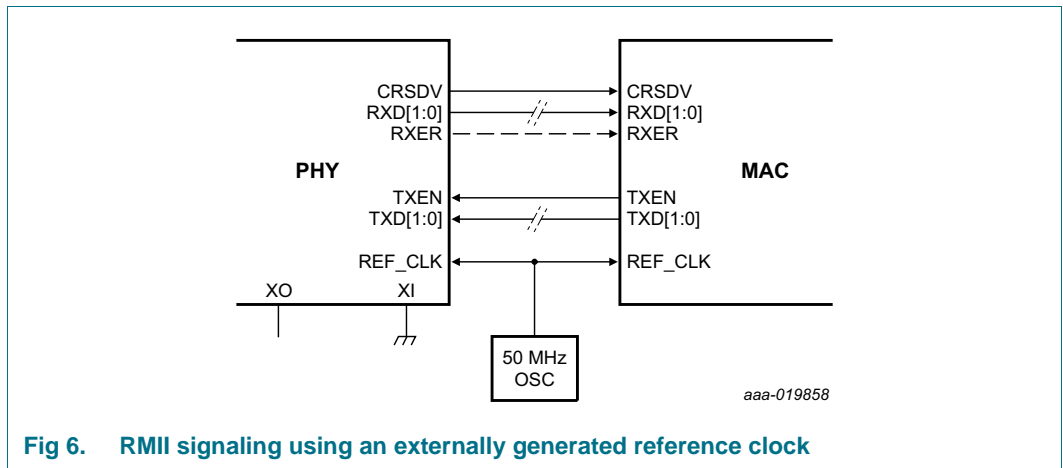 CRSDV CRSDV
RXD[1:0] RXD[1:0]
RXER RXER
PHY MAC
TXEN TXEN
TXD[1:0] TXD[1:0]
REF_CLK REF_CLK
XO XI
50 MHz
OSC
aaa-019858
Fig 6. RMII signaling using an externally generated reference clock